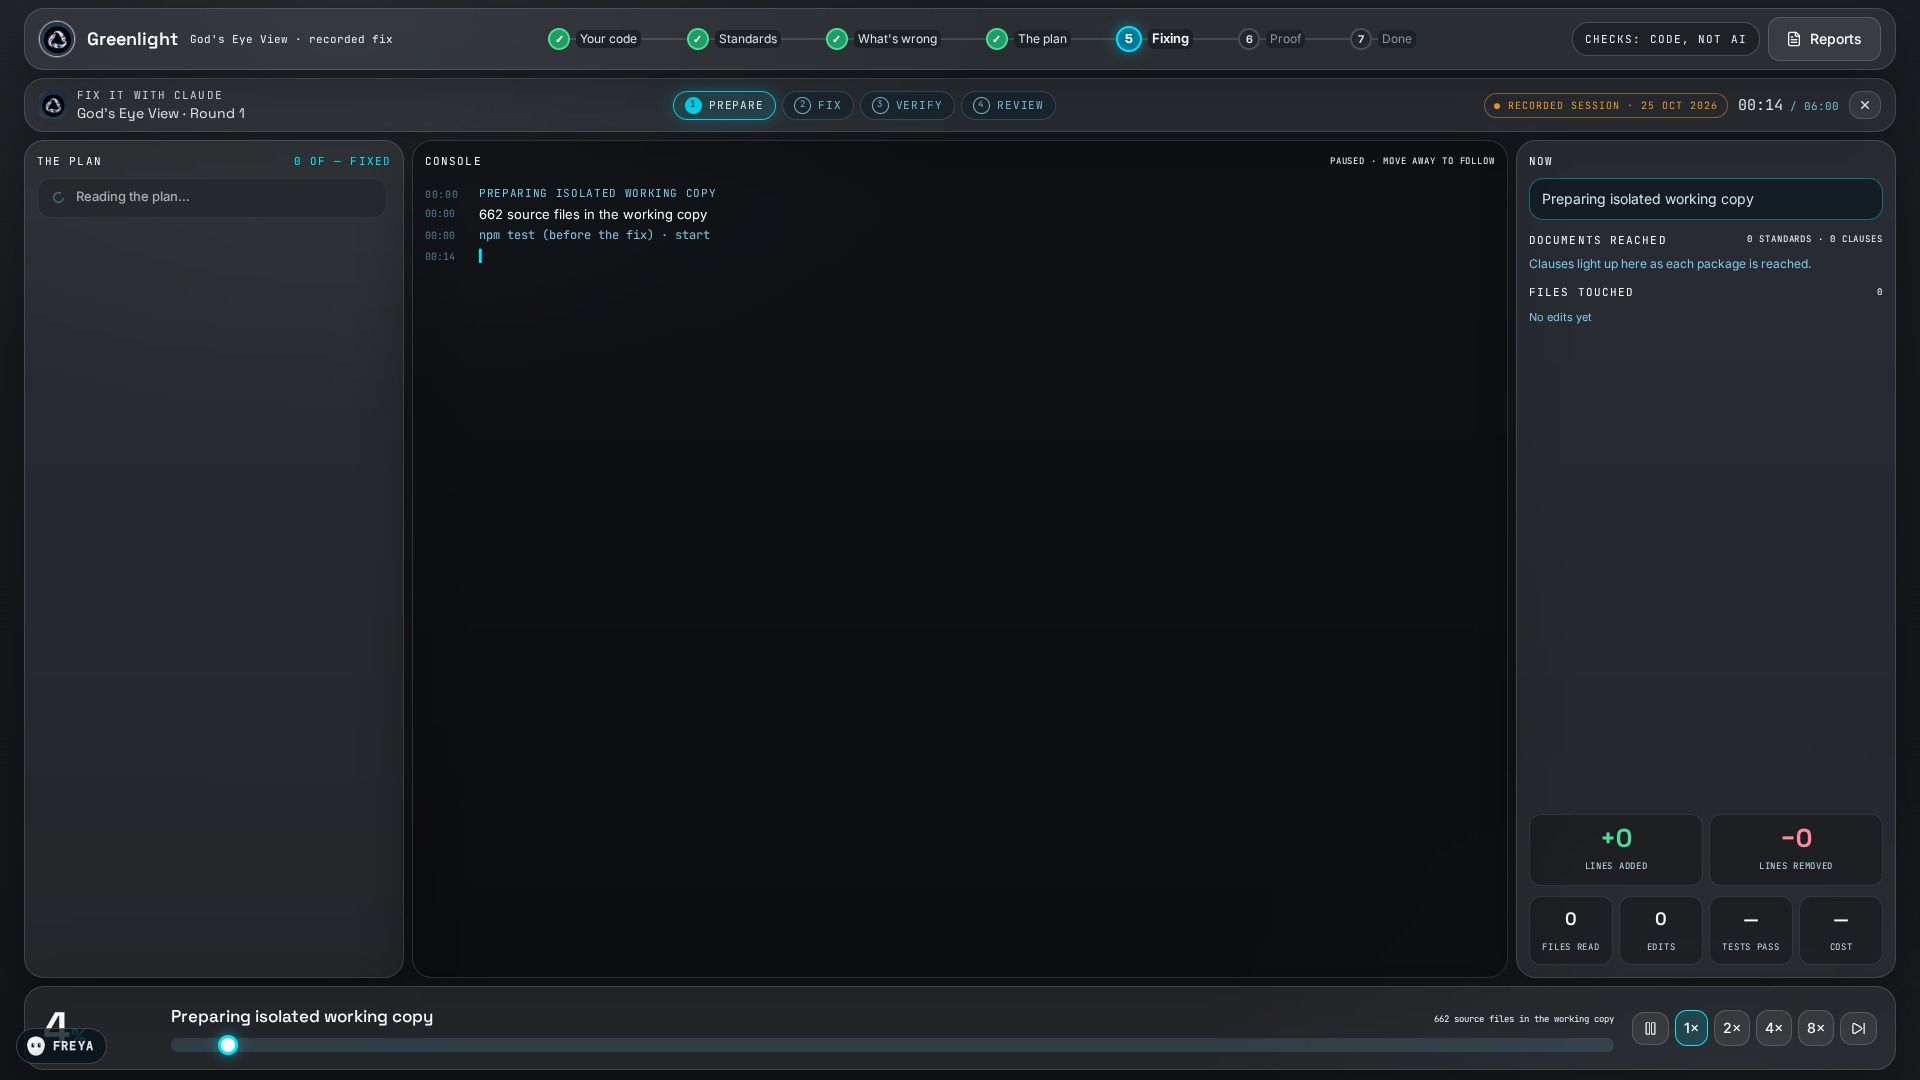 Greenlight God's Eye View · recorded fix
✓ Your code ✓ Standards ✓ What's wrong ✓ The plan 5 Fixing 6 Proof 7 Done
CHECKS: CODE, NOT AI
Reports
FIX IT WITH CLAUDE
God's Eye View · Round 1
1 PREPARE 2 FIX 3 VERIFY 4 REVIEW
● RECORDED SESSION · 25 OCT 2026 00:14 / 06:00
THE PLAN 0 OF — FIXED
Reading the plan...
CONSOLE PAUSED · MOVE AWAY TO FOLLOW
00:00 PREPARING ISOLATED WORKING COPY
00:00 662 source files in the working copy
00:00 npm test (before the fix) · start
00:14
NOW
Preparing isolated working copy
DOCUMENTS REACHED 0 STANDARDS · 0 CLAUSES
Clauses light up here as each package is reached.
FILES TOUCHED 0
No edits yet
+0 −0
LINES ADDED LINES REMOVED
0 0 — —
FILES READ EDITS TESTS PASS COST
4%
FREYA
Preparing isolated working copy
662 source files in the working copy
1× 2× 4× 8×